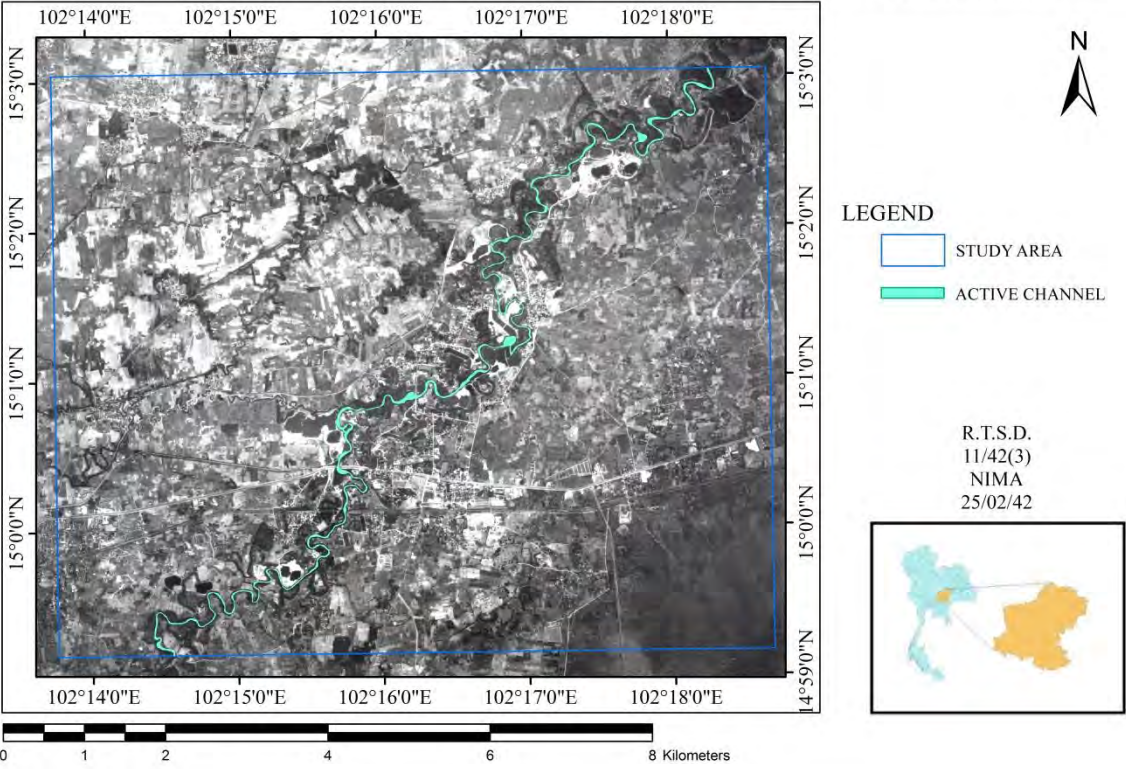 102°14'0"E 102°15'0"E 102°16'0"E 102°17'0"E 102°18'0"E
15°3'0"N
15°2'0"N
15°1'0"N
15°0'0"N
15°3'0"N
15°2'0"N
15°1'0"N
15°0'0"N
14°59'0"N
102°14'0"E 102°15'0"E 102°16'0"E 102°17'0"E 102°18'0"E
0 1 2 4 6 8 Kilometers
N
LEGEND
STUDY AREA
ACTIVE CHANNEL
R.T.S.D.
11/42(3)
NIMA
25/02/42